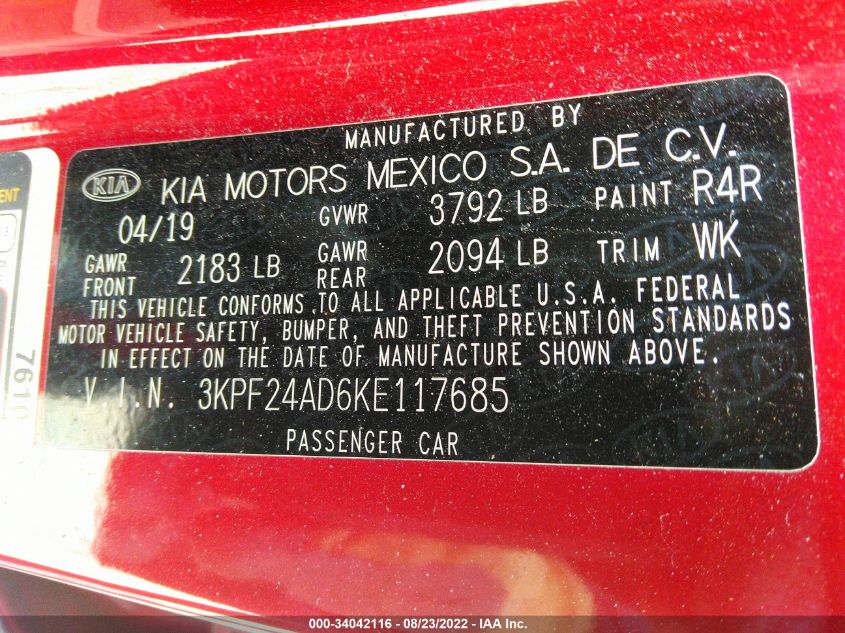 MANUFACTURED BY
KIA KIA MOTORS MEXICO S.A. DE C.V.
04/19 GVWR 3792 LB PAINT R4R
GAWR FRONT 2183 LB GAWR REAR 2094 LB TRIM WK
THIS VEHICLE CONFORMS TO ALL APPLICABLE U.S.A. FEDERAL
MOTOR VEHICLE SAFETY, BUMPER, AND THEFT PREVENTION STANDARDS
IN EFFECT ON THE DATE OF MANUFACTURE SHOWN ABOVE.
V.I.N. 3KPF24AD6KE117685
PASSENGER CAR
7610
000-34042116 - 08/23/2022 - IAA Inc.